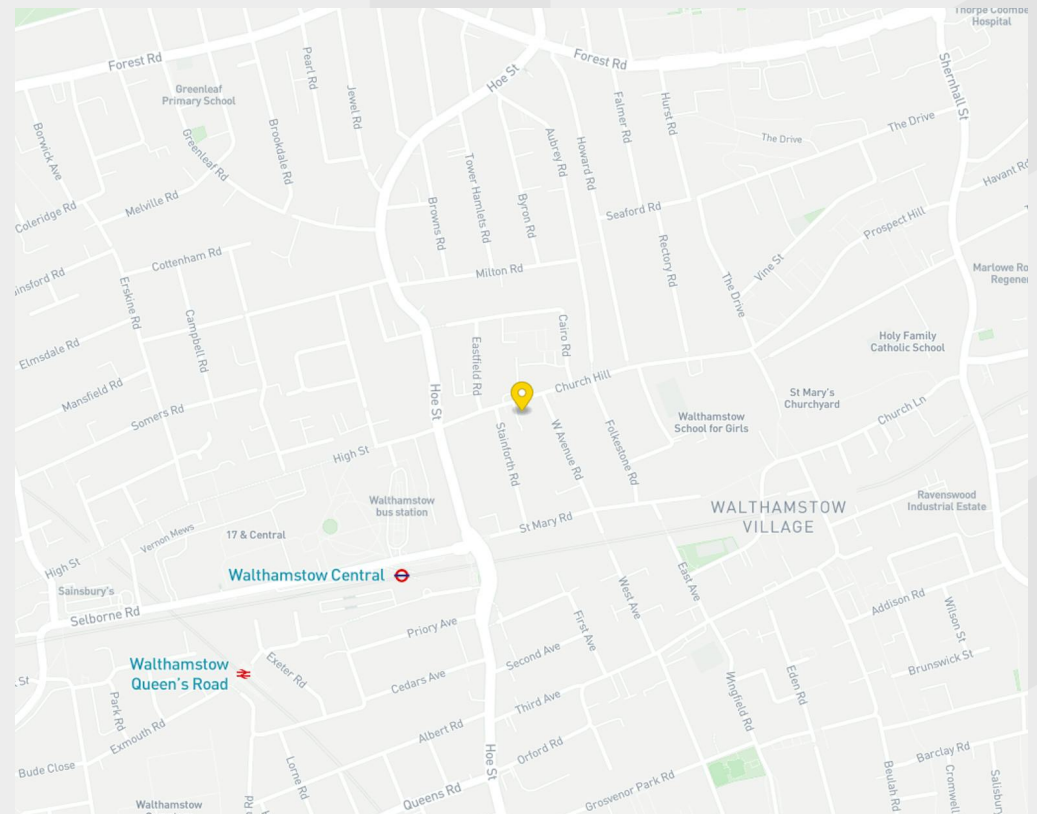 Thorpe Coombe
Hospital
Forest Rd
Forest Rd
Hoe St
Pearl Rd
Jewel Rd
Greenleaf
Primary School
Greenleaf Rd
Brookdale Rd
Borwick Ave
Falmer Rd
Hurst Rd
Shernhall St
The Drive
The Drive
Aubrey Rd
Howard Rd
Tower Hamlets Rd
Byron Rd
Browns Rd
Havant Rd
Coleridge Rd
Melville Rd
Seaford Rd
Prospect Hill
Rectory Rd
Cottenham Rd
Milton Rd
Vine St
The Drive
Marlowe Ro
Regene
ainsford Rd
Erskine Rd
Campbell Rd
Cairo Rd
Eastfield Rd
Holy Family
Catholic School
Elmsdale Rd
Mansfield Rd
Somers Rd
Hoe St
Church Hill
St Mary's
Churchyard
Church Ln
Walthamstow
School for Girls
Stainforth Rd
W Avenue Rd
Folkestone Rd
High St
Walthamstow
bus station
WALTHAMSTOW
VILLAGE
Ravenswood
Industrial Estate
St Mary Rd
17 & Central
Vernon Mews
High St
Walthamstow Central
Sainsbury's
Selborne Rd
West Ave
East Ave
First Ave
Addison Rd
Wilson St
Priory Ave
Second Ave
Brunswick St
Walthamstow
Queen's Road
Exeter Rd
Cedars Ave
Third Ave
Wingfield Rd
Eden Rd
St
Park Rd
Exmouth Rd
Albert Rd
Orford Rd
Hoe St
Barclay Rd
Bude Close
Lorne Rd
Queens Rd
Grosvenor Park Rd
Beulah Rd
Cromwell
Salisbury
Walthamstow
Rd